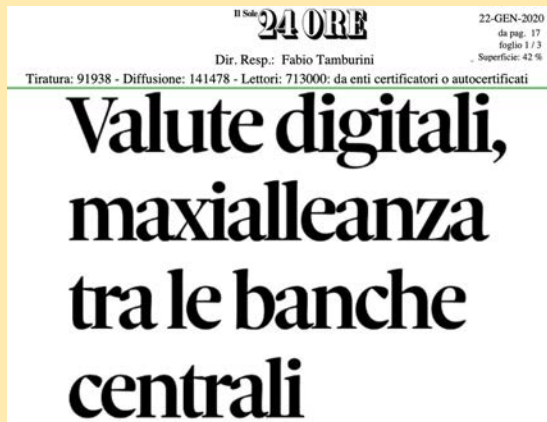 Il Sole
24 ORE
22-GEN-2020
da pag. 17
foglio 1 / 3
Superficie: 42 %
Dir. Resp.: Fabio Tamburini
Tiratura: 91938 - Diffusione: 141478 - Lettori: 713000: da enti certificatori o autocertificati
Valute digitali,
maxialleanza
tra le banche
centrali